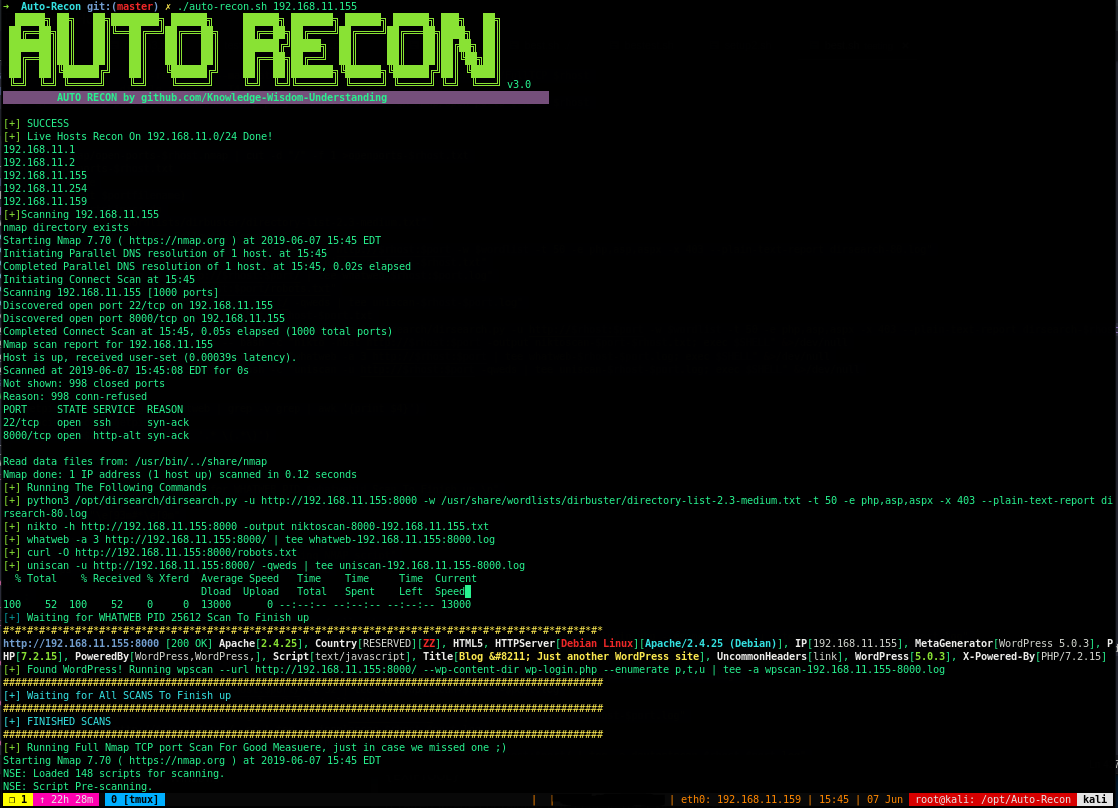 ➜  Auto-Recon git:(master) ✗ ./auto-recon.sh 192.168.11.155
AUTO RECON
v3.0
AUTO RECON by github.com/Knowledge-Wisdom-Understanding
[+] SUCCESS
[+] Live Hosts Recon On 192.168.11.0/24 Done!
192.168.11.1
192.168.11.2
192.168.11.155
192.168.11.254
192.168.11.159
[+]Scanning 192.168.11.155
nmap directory exists
Starting Nmap 7.70 ( https://nmap.org ) at 2019-06-07 15:45 EDT
Initiating Parallel DNS resolution of 1 host. at 15:45
Completed Parallel DNS resolution of 1 host. at 15:45, 0.02s elapsed
Initiating Connect Scan at 15:45
Scanning 192.168.11.155 [1000 ports]
Discovered open port 22/tcp on 192.168.11.155
Discovered open port 8000/tcp on 192.168.11.155
Completed Connect Scan at 15:45, 0.05s elapsed (1000 total ports)
Nmap scan report for 192.168.11.155
Host is up, received user-set (0.00039s latency).
Scanned at 2019-06-07 15:45:08 EDT for 0s
Not shown: 998 closed ports
Reason: 998 conn-refused
PORT     STATE SERVICE  REASON
22/tcp   open  ssh      syn-ack
8000/tcp open  http-alt syn-ack
Read data files from: /usr/bin/../share/nmap
Nmap done: 1 IP address (1 host up) scanned in 0.12 seconds
[+] Running The Following Commands
[+] python3 /opt/dirsearch/dirsearch.py -u http://192.168.11.155:8000 -w /usr/share/wordlists/dirbuster/directory-list-2.3-medium.txt -t 50 -e php,asp,aspx -x 403 --plain-text-report di
rsearch-80.log
[+] nikto -h http://192.168.11.155:8000 -output niktoscan-8000-192.168.11.155.txt
[+] whatweb -a 3 http://192.168.11.155:8000/ | tee whatweb-192.168.11.155-8000.log
[+] curl -O http://192.168.11.155:8000/robots.txt
[+] uniscan -u http://192.168.11.155:8000/ -qweds | tee uniscan-192.168.11.155-8000.log
  % Total    % Received % Xferd  Average Speed   Time    Time     Time  Current
                                 Dload  Upload   Total   Spent    Left  Speed
100    52  100    52    0     0  13000      0 --:--:-- --:--:-- --:--:-- 13000
[+] Waiting for WHATWEB PID 25612 Scan To Finish up
#*#*#*#*#*#*#*#*#*#*#*#*#*#*#*#*#*#*#*#*#*#*#*#*#*#*#*#*#*#*#*#*#*#*#*#*#*#*#*#*#*#*#*#*#*#*#*#*#*#*
http://192.168.11.155:8000 [200 OK] Apache[2.4.25], Country[RESERVED][ZZ], HTML5, HTTPServer[Debian Linux][Apache/2.4.25 (Debian)], IP[192.168.11.155], MetaGenerator[WordPress 5.0.3], P
HP[7.2.15], PoweredBy[WordPress,WordPress,], Script[text/javascript], Title[Blog &#8211; Just another WordPress site], UncommonHeaders[link], WordPress[5.0.3], X-Powered-By[PHP/7.2.15]
[+] Found WordPress! Running wpscan --url http://192.168.11.155:8000/ --wp-content-dir wp-login.php --enumerate p,t,u | tee -a wpscan-192.168.11.155-8000.log
####################################################################################################
[+] Waiting for All SCANS To Finish up
####################################################################################################
[+] FINISHED SCANS
####################################################################################################
[+] Running Full Nmap TCP port Scan For Good Measuere, just in case we missed one ;)
Starting Nmap 7.70 ( https://nmap.org ) at 2019-06-07 15:45 EDT
NSE: Loaded 148 scripts for scanning.
NSE: Script Pre-scanning.
❐ 1  ↑ 22h 28m  0 [tmux]  |  |  | eth0: 192.168.11.159 | 15:45 | 07 Jun  root@kali: /opt/Auto-Recon  kali